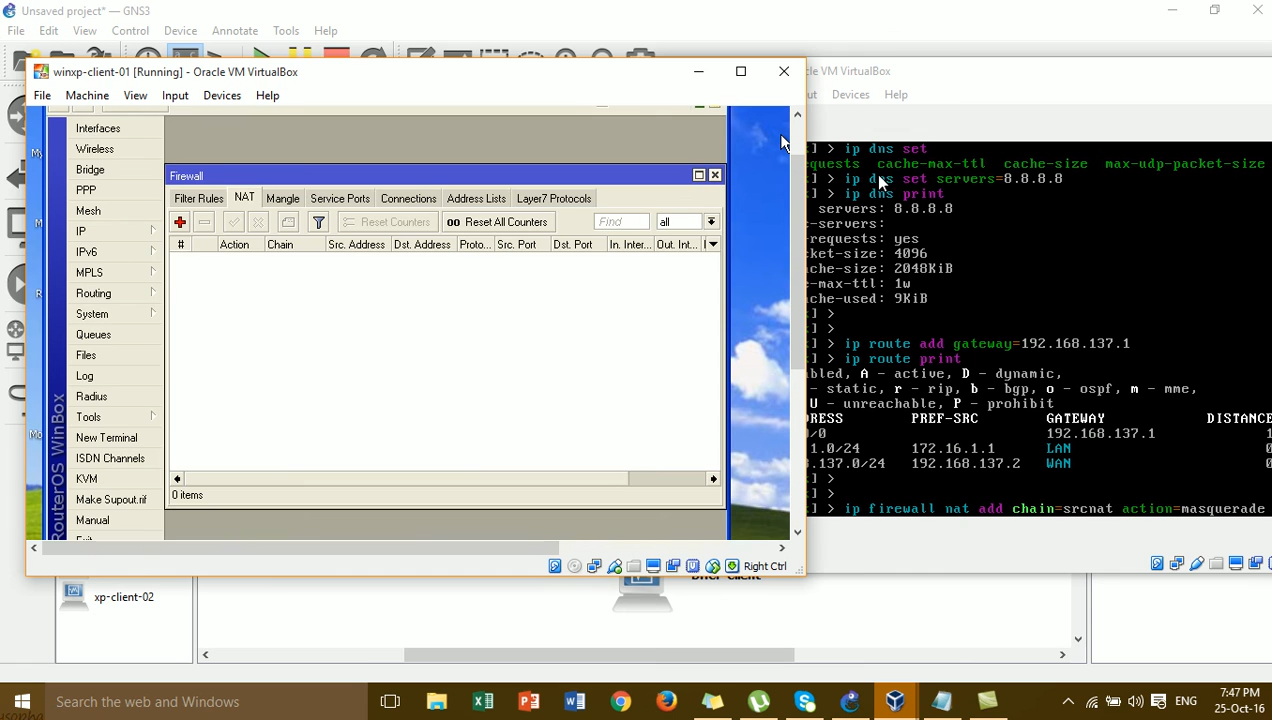 Unsaved project* — GNS3
File Edit View Control Device Annotate Tools Help
winxp-client-01 [Running] - Oracle VM VirtualBox
File Machine View Input Devices Help
Interfaces
Wireless
Bridge
PPP
Mesh
IP
IPv6
MPLS
Routing
System
Queues
Files
Log
Radius
Tools
New Terminal
ISDN Channels
KVM
Make Supout.rif
Manual
RouterOS WinBox
Firewall
Filter Rules NAT Mangle Service Ports Connections Address Lists Layer7 Protocols
Reset Counters 00 Reset All Counters Find all
# Action Chain Src. Address Dst. Address Proto... Src. Port Dst. Port In. Inter... Out. Int...
0 items
Right Ctrl
cle VM VirtualBox
ut Devices Help
] > ip dns set
quests cache-max-ttl cache-size max-udp-packet-size
] > ip dns set servers=8.8.8.8
] > ip dns print
servers: 8.8.8.8
-servers:
-requests: yes
ket-size: 4096
che-size: 2048KiB
e-max-ttl: 1w
che-used: 9KiB
] >
] >
] > ip route add gateway=192.168.137.1
] > ip route print
bled, A - active, D - dynamic,
- static, r - rip, b - bgp, o - ospf, m - mme,
U - unreachable, P - prohibit
RESS PREF-SRC GATEWAY DISTANCE
0/0 192.168.137.1 1
1.0/24 172.16.1.1 LAN 0
.137.0/24 192.168.137.2 WAN 0
] >
] >
] > ip firewall nat add chain=srcnat action=masquerade
xp-client-02
Search the web and Windows
ENG
7:47 PM
25-Oct-16